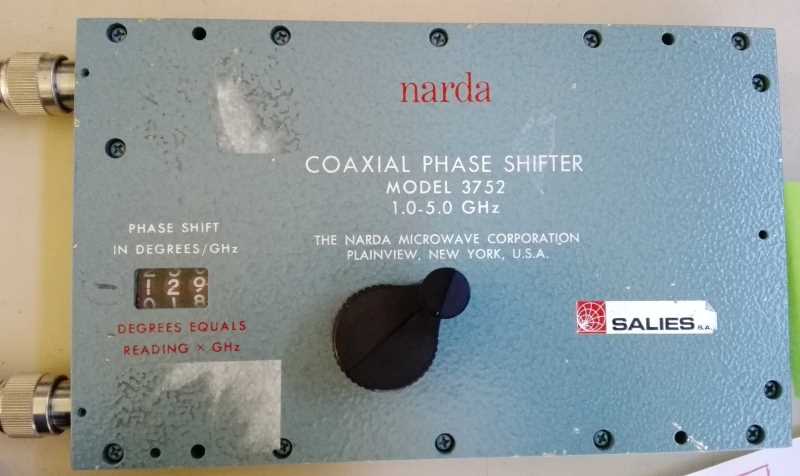 narda
COAXIAL PHASE SHIFTER
MODEL 3752
1.0-5.0 GHz
THE NARDA MICROWAVE CORPORATION
PLAINVIEW, NEW YORK, U.S.A.
PHASE SHIFT
IN DEGREES/GHz
129
DEGREES EQUALS
READING × GHz
SALIES S.A.